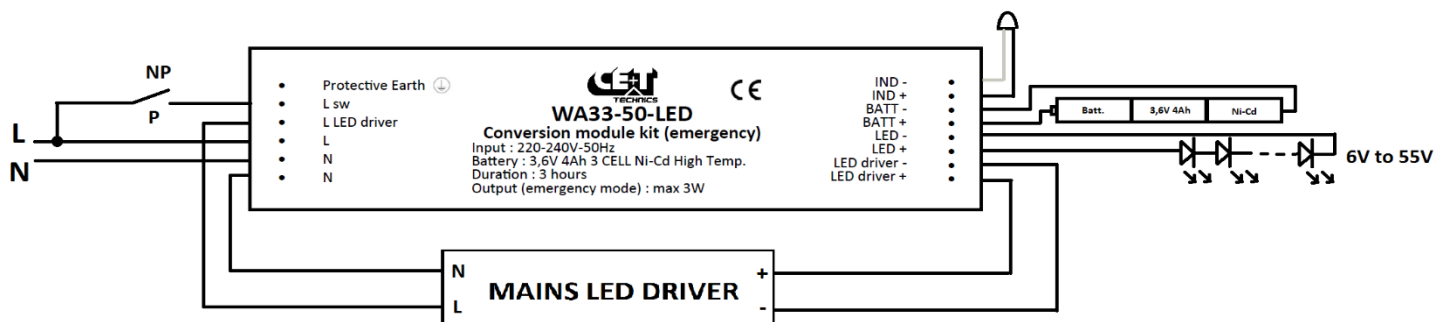 NP
P
L
N
Protective Earth
L sw
L LED driver
L
N
N
CE+T
TECHNICS
CE
WA33-50-LED
Conversion module kit (emergency)
Input : 220-240V-50Hz
Battery : 3,6V 4Ah 3 CELL Ni-Cd High Temp.
Duration : 3 hours
Output (emergency mode) : max 3W
IND -
IND +
BATT -
BATT +
LED -
LED +
LED driver -
LED driver +
Batt. 3,6V 4Ah Ni-Cd
6V to 55V
N
L
MAINS LED DRIVER
+
-